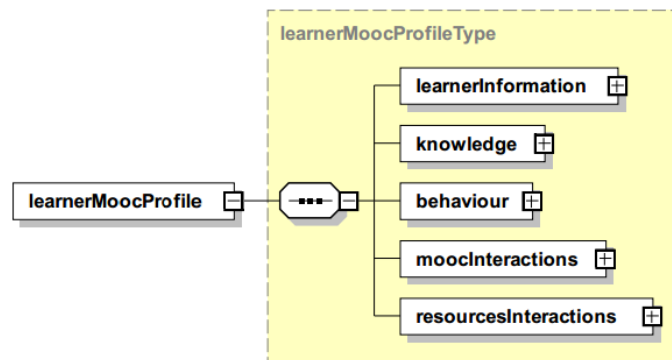 learnerMoocProfileType
learnerInformation
knowledge
learnerMoocProfile
behaviour
moocInteractions
resourcesInteractions